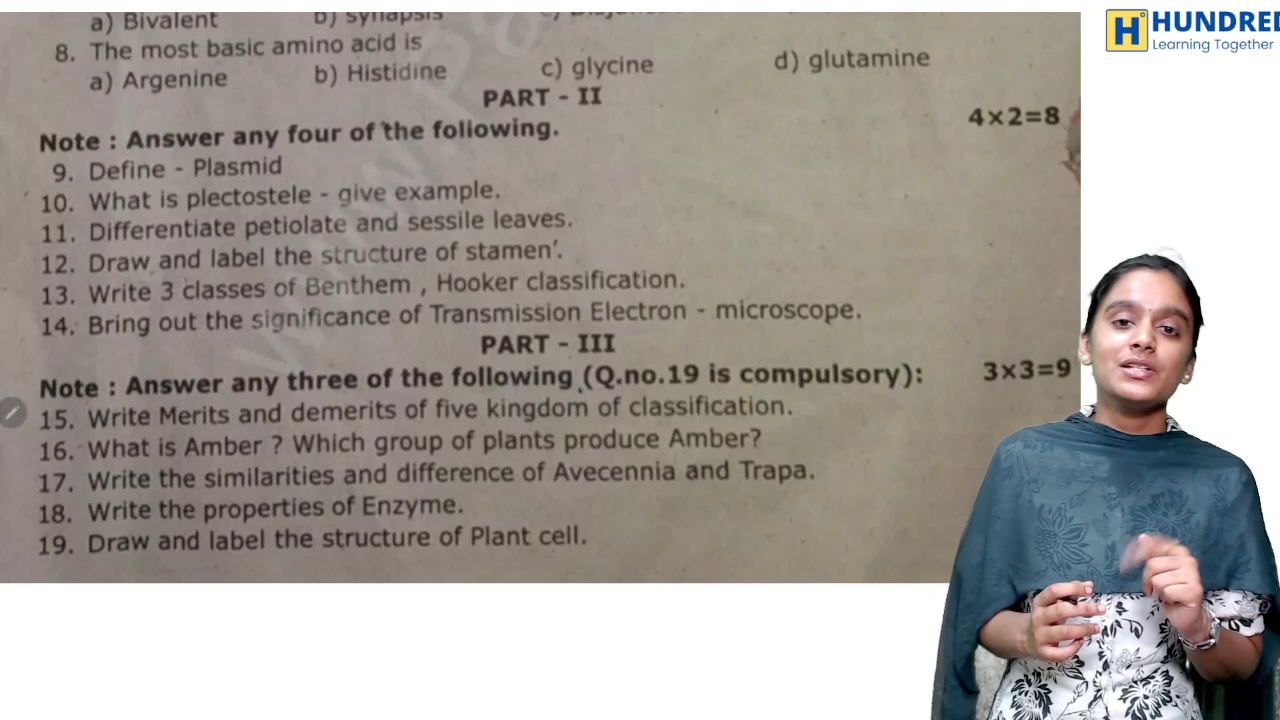 HUNDRED
Learning Together
a) Bivalent b) synapsis
8. The most basic amino acid is
a) Argenine b) Histidine c) glycine d) glutamine
PART - II
Note : Answer any four of the following. 4×2=8
9. Define - Plasmid
10. What is plectostele - give example.
11. Differentiate petiolate and sessile leaves.
12. Draw and label the structure of stamen'.
13. Write 3 classes of Benthem , Hooker classification.
14. Bring out the significance of Transmission Electron - microscope.
PART - III
Note : Answer any three of the following (Q.no.19 is compulsory): 3×3=9
15. Write Merits and demerits of five kingdom of classification.
16. What is Amber ? Which group of plants produce Amber?
17. Write the similarities and difference of Avecennia and Trapa.
18. Write the properties of Enzyme.
19. Draw and label the structure of Plant cell.